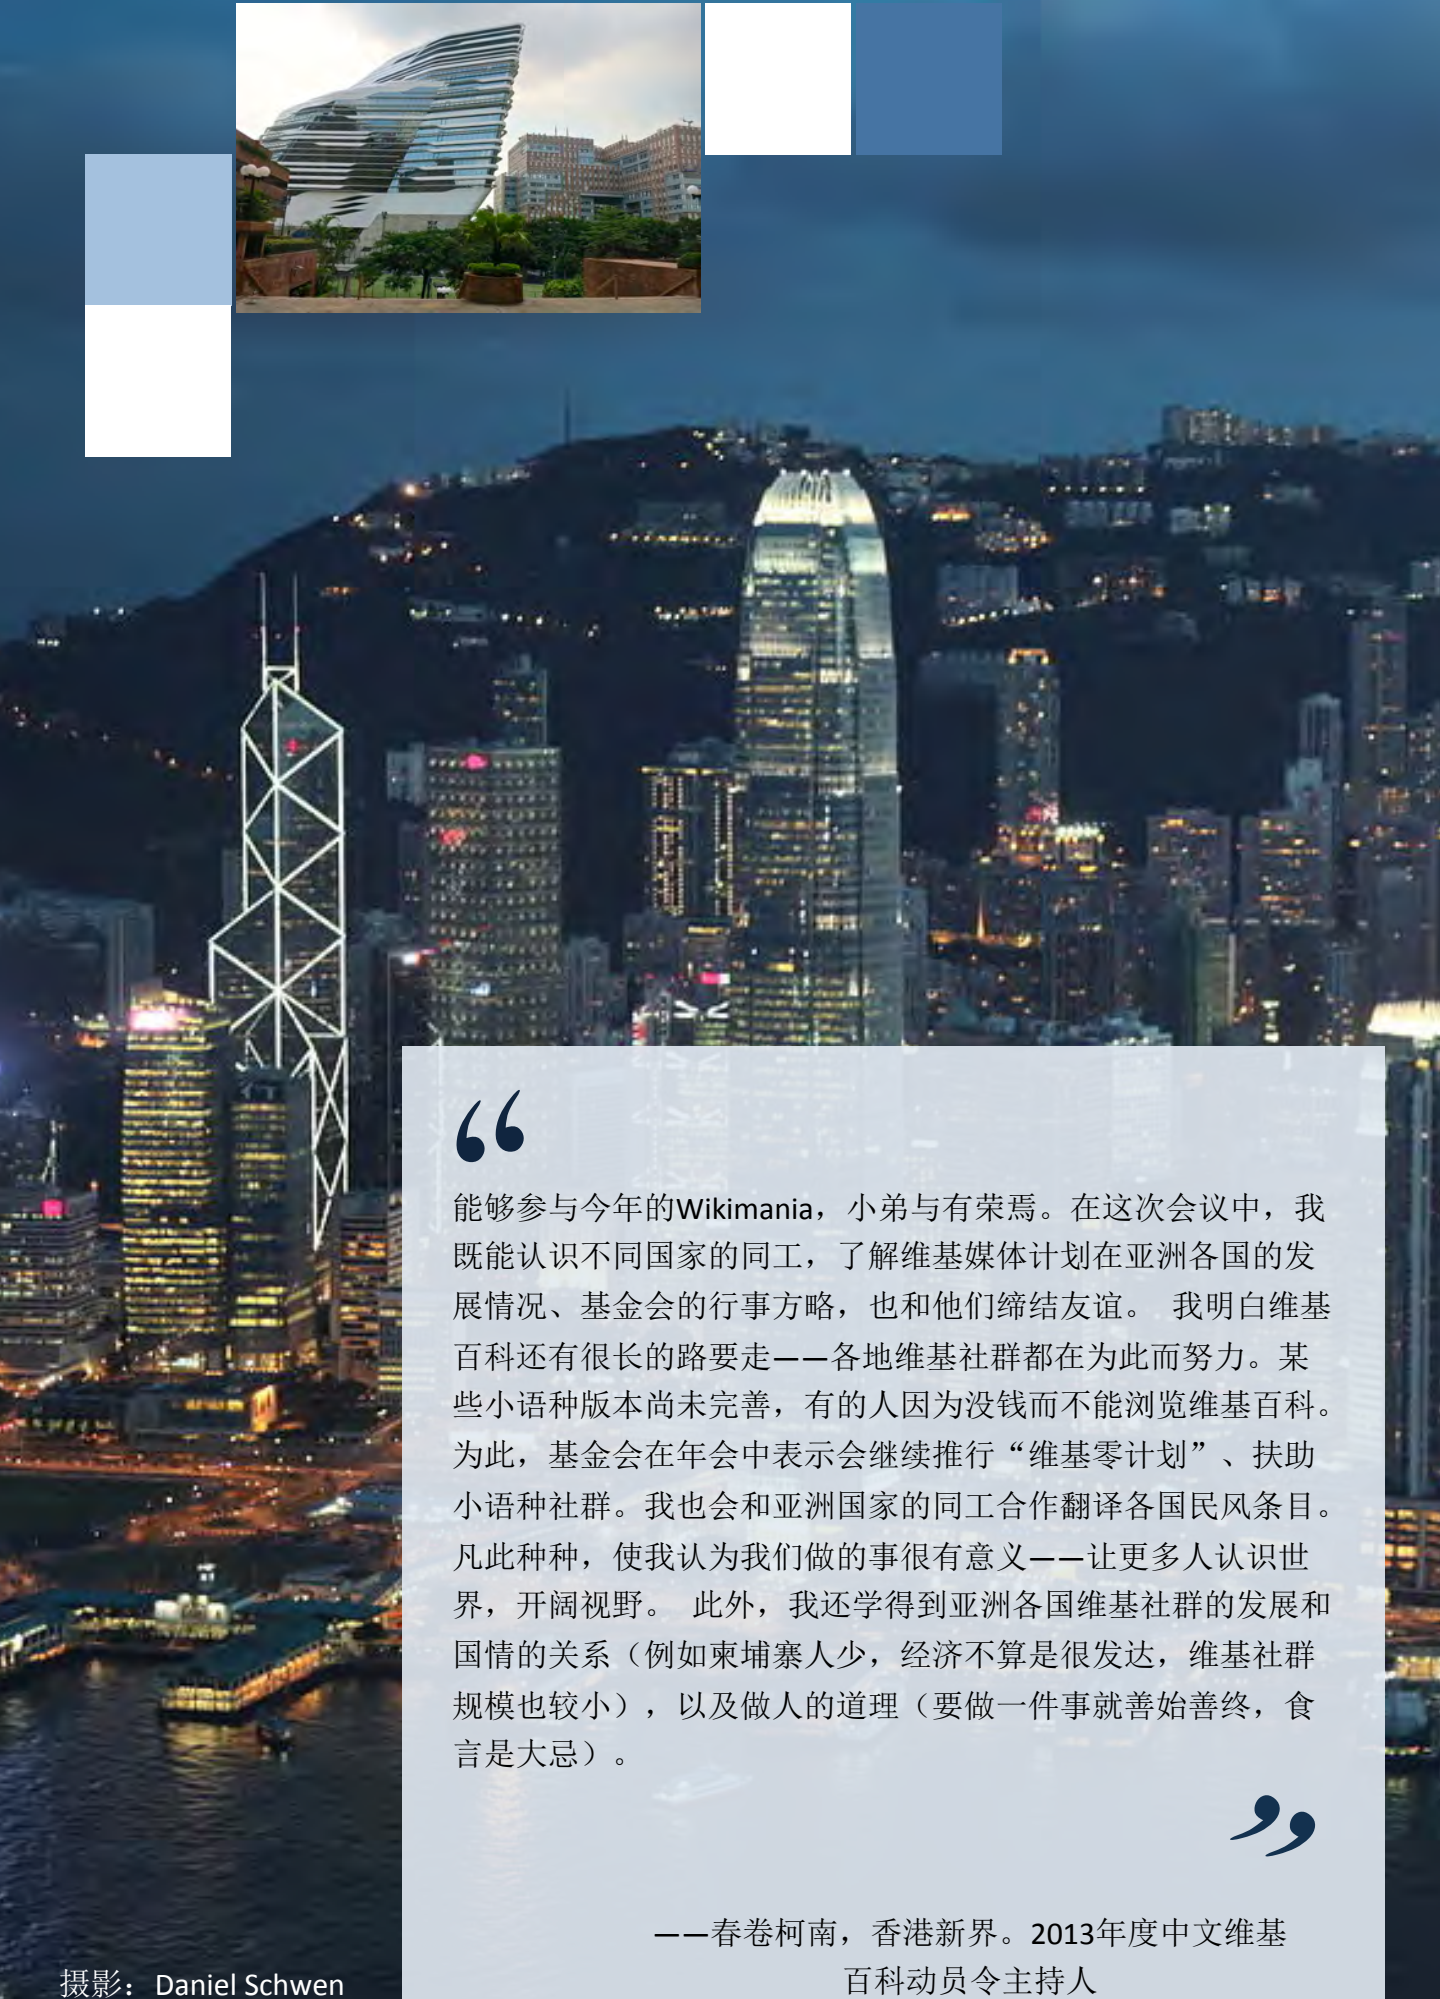 “
能够参与今年的Wikimania，小弟与有荣焉。在这次会议中，我
既能认识不同国家的同工，了解维基媒体计划在亚洲各国的发
展情况、基金会的行事方略，也和他们缔结友谊。 我明白维基
百科还有很长的路要走——各地维基社群都在为此而努力。某
些小语种版本尚未完善，有的人因为没钱而不能浏览维基百科。
为此，基金会在年会中表示会继续推行“维基零计划”、扶助
小语种社群。我也会和亚洲国家的同工合作翻译各国民风条目。
凡此种种，使我认为我们做的事很有意义——让更多人认识世
界，开阔视野。 此外，我还学得到亚洲各国维基社群的发展和
国情的关系（例如柬埔寨人少，经济不算是很发达，维基社群
规模也较小），以及做人的道理（要做一件事就善始善终，食
言是大忌）。
”
——春卷柯南，香港新界。2013年度中文维基
百科动员令主持人
摄影：Daniel Schwen